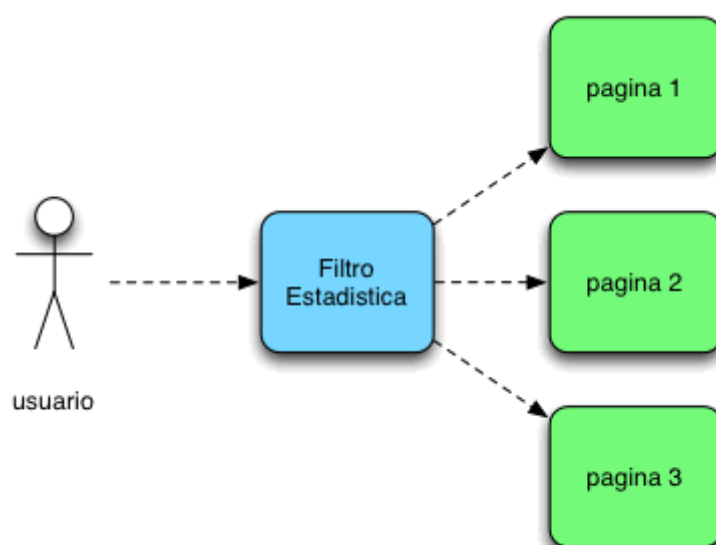 pagina 1
Filtro
Estadistica
pagina 2
usuario
pagina 3